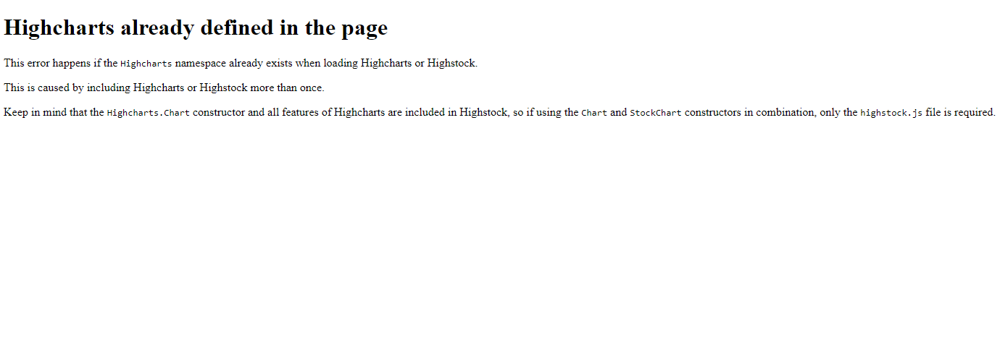 Highcharts already defined in the page
This error happens if the Highcharts namespace already exists when loading Highcharts or Highstock.
This is caused by including Highcharts or Highstock more than once.
Keep in mind that the Highcharts.Chart constructor and all features of Highcharts are included in Highstock, so if using the Chart and StockChart constructors in combination, only the highstock.js file is required.